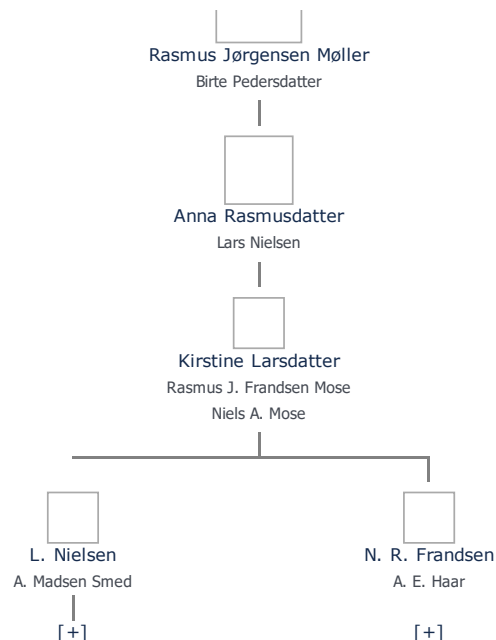 Rasmus Jørgensen Møller
Birte Pedersdatter
Anna Rasmusdatter
Lars Nielsen
Kirstine Larsdatter
Rasmus J. Frandsen Mose
Niels A. Mose
L. Nielsen
A. Madsen Smed
[+]
N. R. Frandsen
A. E. Haar
[+]